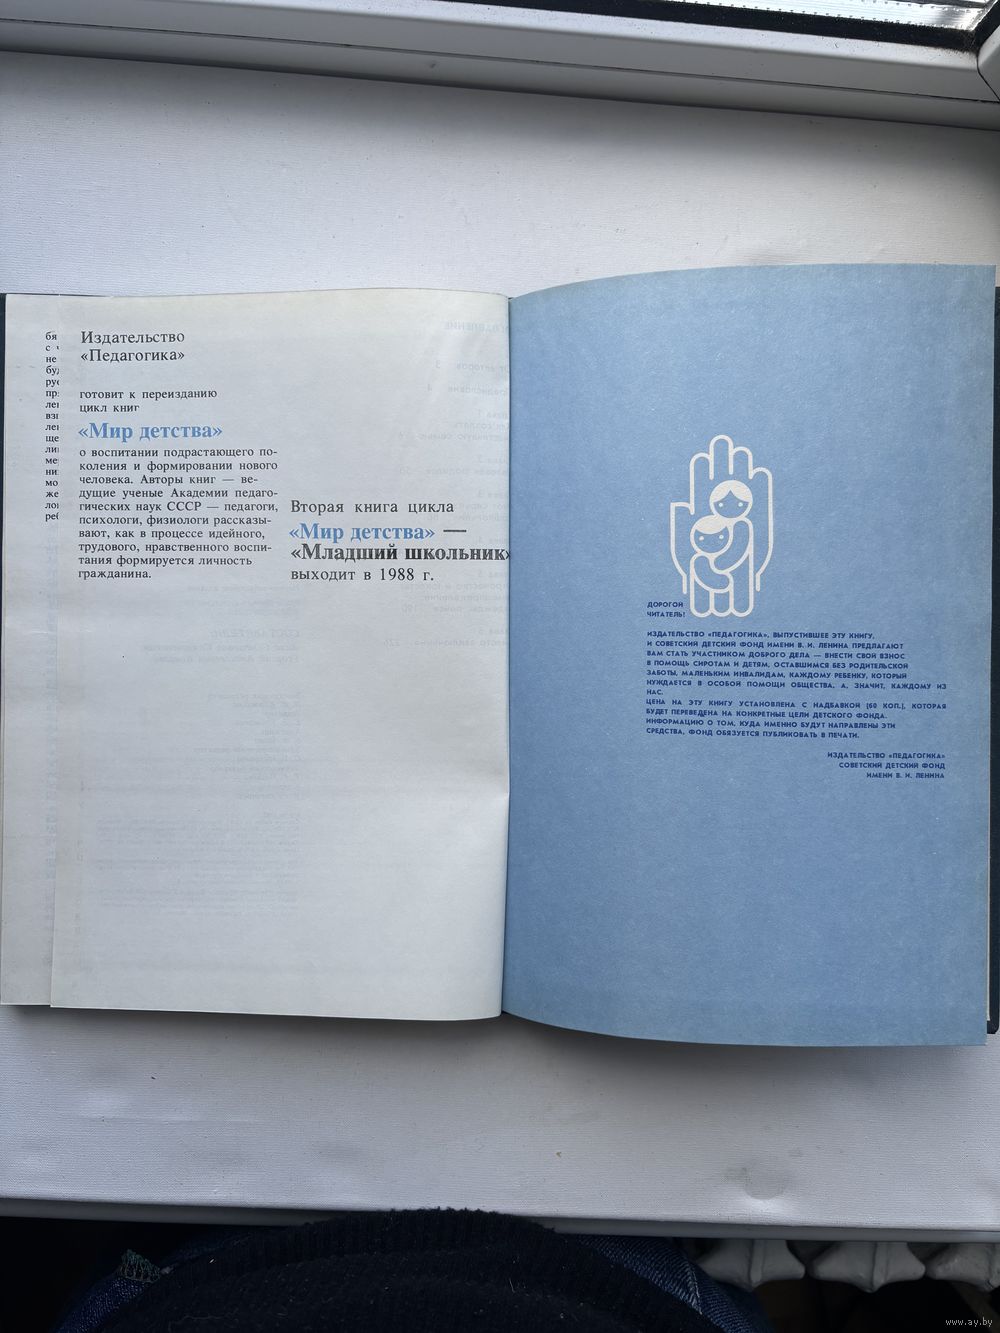 Издательство
«Педагогика»
готовит к переизданию
цикл книг
«Мир детства»
о воспитании подрастающего по-
коления и формировании нового
человека. Авторы книг — ве-
дущие ученые Академии педаго-
гических наук СССР — педагоги,
психологи, физиологи рассказы-
вают, как в процессе идейного,
трудового, нравственного воспи-
тания формируется личность
гражданина.
Вторая книга цикла
«Мир детства» —
«Младший школьник»
выходит в 1988 г.
ДОРОГОЙ
ЧИТАТЕЛЬ!
ИЗДАТЕЛЬСТВО «ПЕДАГОГИКА», ВЫПУСТИВШЕЕ ЭТУ КНИГУ,
И СОВЕТСКИЙ ДЕТСКИЙ ФОНД ИМЕНИ В. И. ЛЕНИНА ПРЕДЛАГАЮТ
ВАМ СТАТЬ УЧАСТНИКОМ ДОБРОГО ДЕЛА — ВНЕСТИ СВОЙ ВЗНОС
В ПОМОЩЬ СИРОТАМ И ДЕТЯМ, ОСТАВШИМСЯ БЕЗ РОДИТЕЛЬСКОЙ
ЗАБОТЫ, МАЛЕНЬКИМ ИНВАЛИДАМ, КАЖДОМУ РЕБЕНКУ, КОТОРЫЙ
НУЖДАЕТСЯ В ОСОБОЙ ПОМОЩИ ОБЩЕСТВА, А, ЗНАЧИТ, КАЖДОМУ ИЗ
НАС.
ЦЕНА НА ЭТУ КНИГУ УСТАНОВЛЕНА С НАДБАВКОЙ (60 КОП.), КОТОРАЯ
БУДЕТ ПЕРЕВЕДЕНА НА КОНКРЕТНЫЕ ЦЕЛИ ДЕТСКОГО ФОНДА.
ИНФОРМАЦИЮ О ТОМ, КУДА ИМЕННО БУДУТ НАПРАВЛЕНЫ ЭТИ
СРЕДСТВА, ФОНД ОБЯЗУЕТСЯ ПУБЛИКОВАТЬ В ПЕЧАТИ.
ИЗДАТЕЛЬСТВО «ПЕДАГОГИКА»
СОВЕТСКИЙ ДЕТСКИЙ ФОНД
ИМЕНИ В. И. ЛЕНИНА
www.ay.by